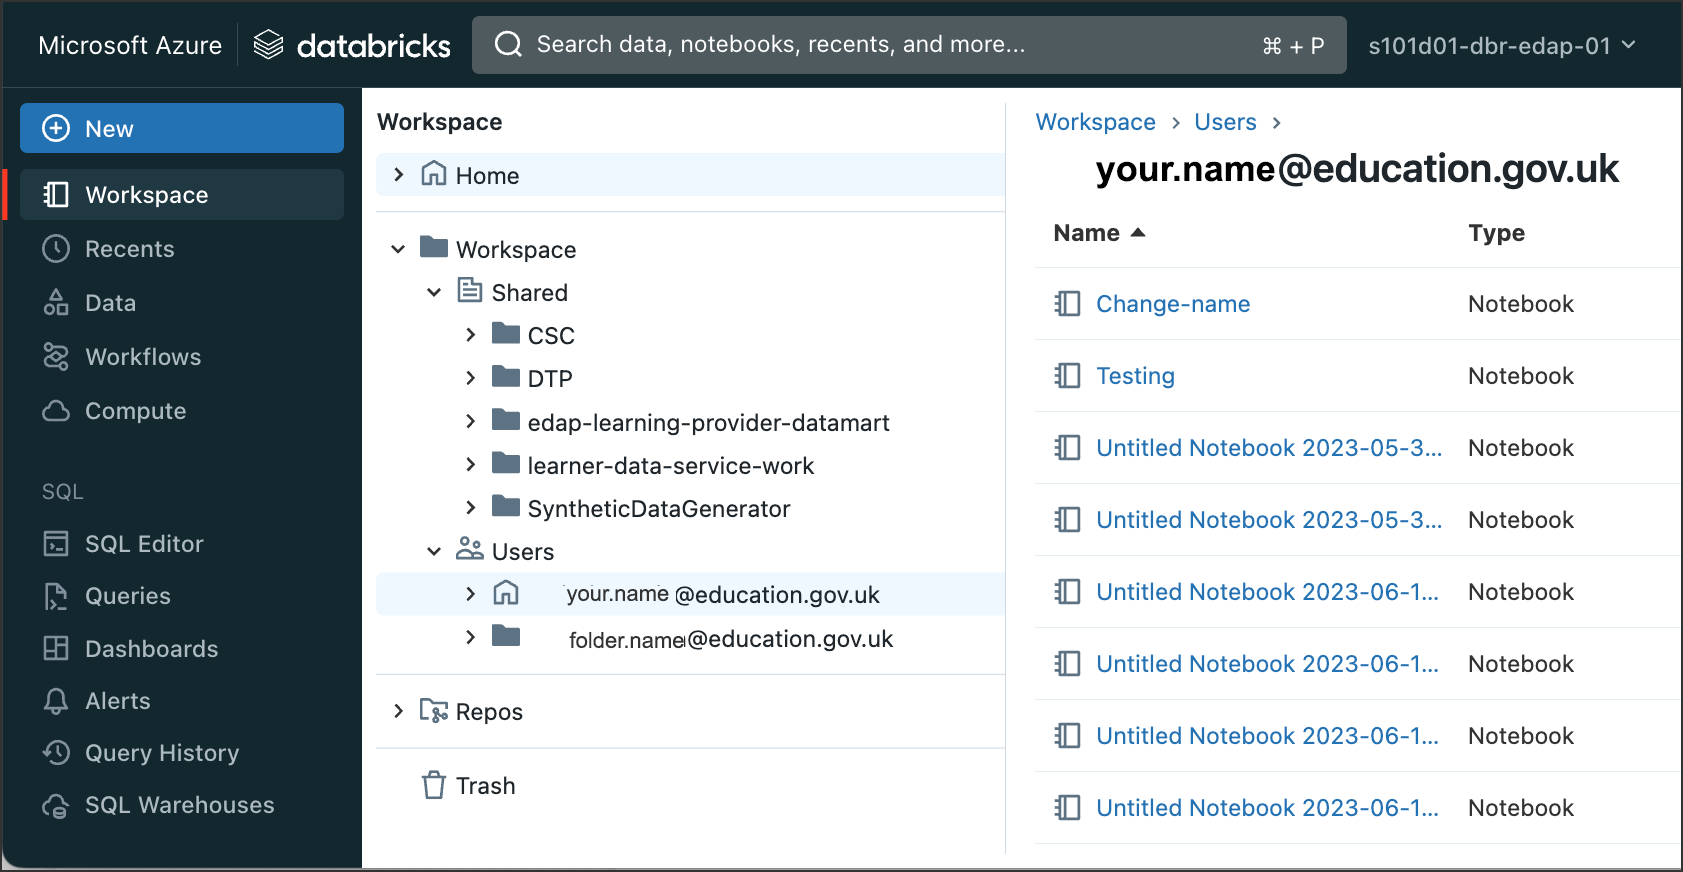 Microsoft Azure databricks Search data, notebooks, recents, and more... ⌘ + P s101d01-dbr-edap-01
New
Workspace
Recents
Data
Workflows
Compute
SQL
SQL Editor
Queries
Dashboards
Alerts
Query History
SQL Warehouses
Workspace
Home
Workspace
Shared
CSC
DTP
edap-learning-provider-datamart
learner-data-service-work
SyntheticDataGenerator
Users
your.name @education.gov.uk
folder.name@education.gov.uk
Repos
Trash
Workspace > Users >
your.name@education.gov.uk
Name Type
Change-name Notebook
Testing Notebook
Untitled Notebook 2023-05-3... Notebook
Untitled Notebook 2023-05-3... Notebook
Untitled Notebook 2023-06-1... Notebook
Untitled Notebook 2023-06-1... Notebook
Untitled Notebook 2023-06-1... Notebook
Untitled Notebook 2023-06-1... Notebook